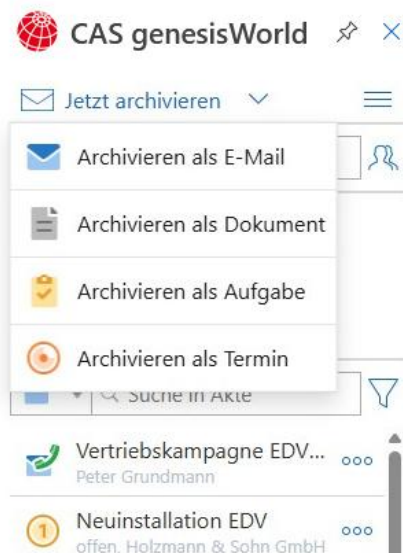 CAS genesisWorld
Jetzt archivieren
Archivieren als E-Mail
Archivieren als Dokument
Archivieren als Aufgabe
Archivieren als Termin
Suche in Akte
Vertriebskampagne EDV...
Peter Grundmann
1
Neuinstallation EDV
offen, Holzmann & Sohn GmbH